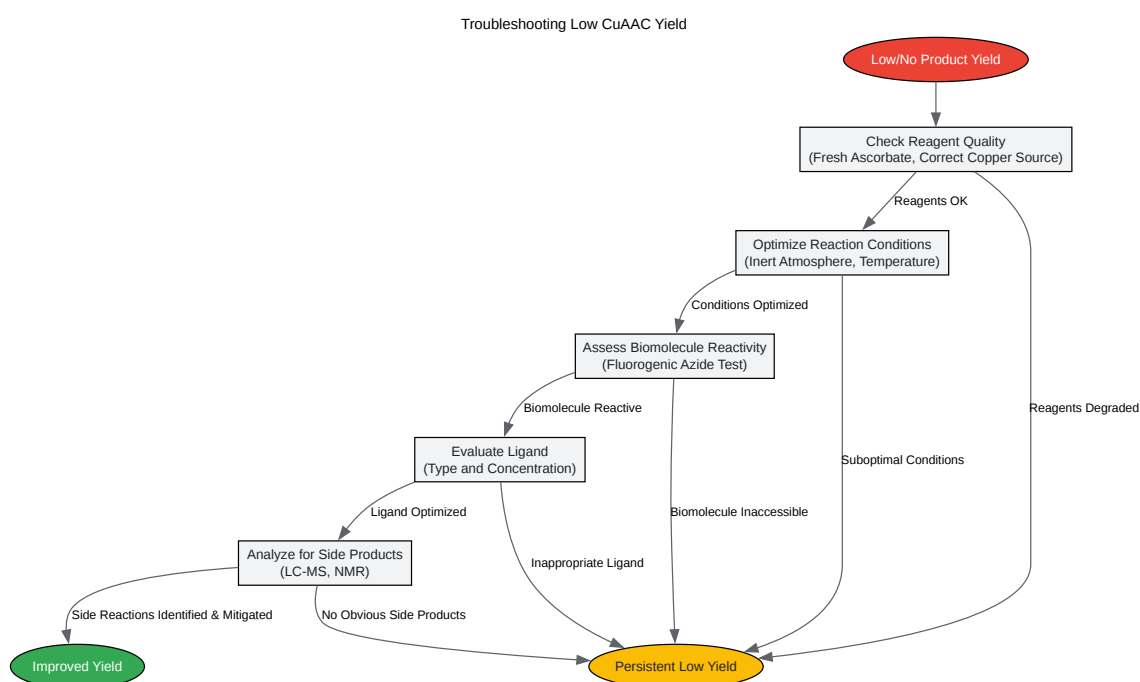 Troubleshooting Low CuAAC Yield
Low/No Product Yield
Check Reagent Quality
(Fresh Ascorbate, Correct Copper Source)
Reagents OK
Optimize Reaction Conditions
(Inert Atmosphere, Temperature)
Conditions Optimized
Assess Biomolecule Reactivity
(Fluorogenic Azide Test)
Biomolecule Reactive
Reagents Degraded
Evaluate Ligand
(Type and Concentration)
Suboptimal Conditions
Ligand Optimized
Biomolecule Inaccessible
Analyze for Side Products
(LC-MS, NMR)
Inappropriate Ligand
Side Reactions Identified & Mitigated
No Obvious Side Products
Improved Yield
Persistent Low Yield